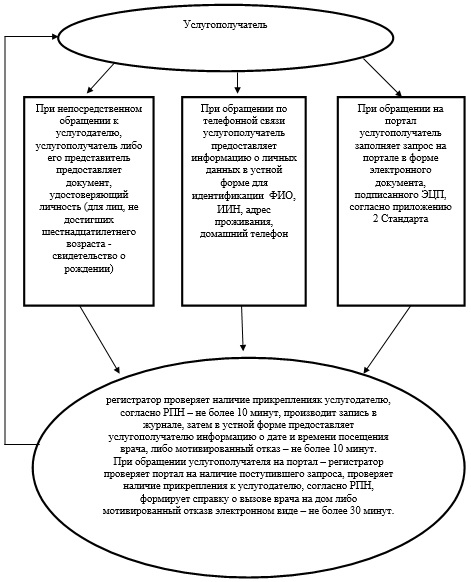 Услугополучатель
При непосредственном
обращении к
услугодателю,
услугополучатель либо
его представитель
предоставляет
документ,
удостоверяющий
личность (для лиц, не
достигших
шестнадцатилетнего
возраста -
свидетельство о
рождении)
При обращении по
телефонной связи
услугополучатель
предоставляет
информацию о личных
данных в устной
форме для
идентификации ФИО,
ИИН, адрес
проживания,
домашний телефон
При обращении на
портал
услугополучатель
заполняет запрос на
портале в форме
электронного
документа,
подписанного ЭЦП,
согласно приложению
2 Стандарта
регистратор проверяет наличие прикрепленияк услугодателю,
согласно РПН – не более 10 минут, производит запись в
журнале, затем в устной форме предоставляет
услугополучателю информацию о дате и времени посещения
врача, либо мотивированный отказ – не более 10 минут.
При обращении услугополучателя на портал – регистратор
проверяет портал на наличие поступившего запроса, проверяет
наличие прикрепления к услугодателю, согласно РПН,
формирует справку о вызове врача на дом либо
мотивированный отказв электронном виде – не более 30 минут.